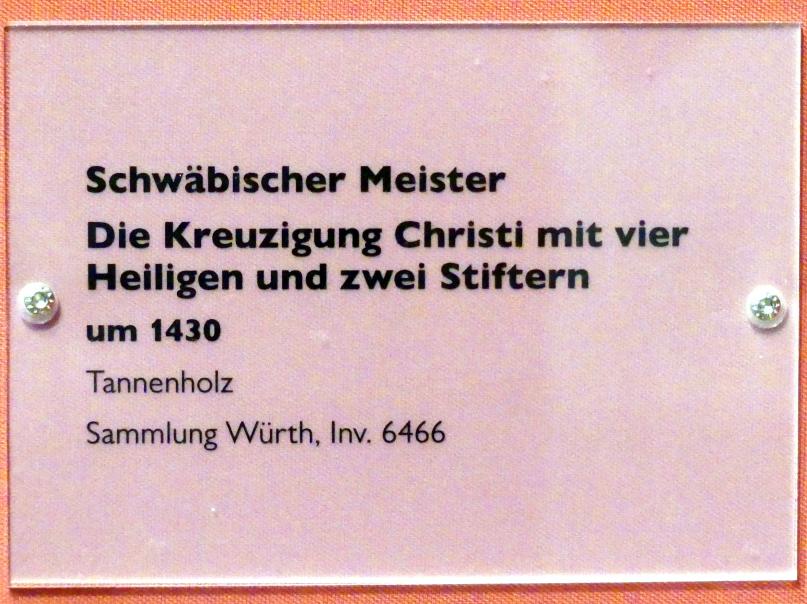 Schwäbischer Meister
Die Kreuzigung Christi mit vier
Heiligen und zwei Stiftern
um 1430
Tannenholz
Sammlung Würth, Inv. 6466